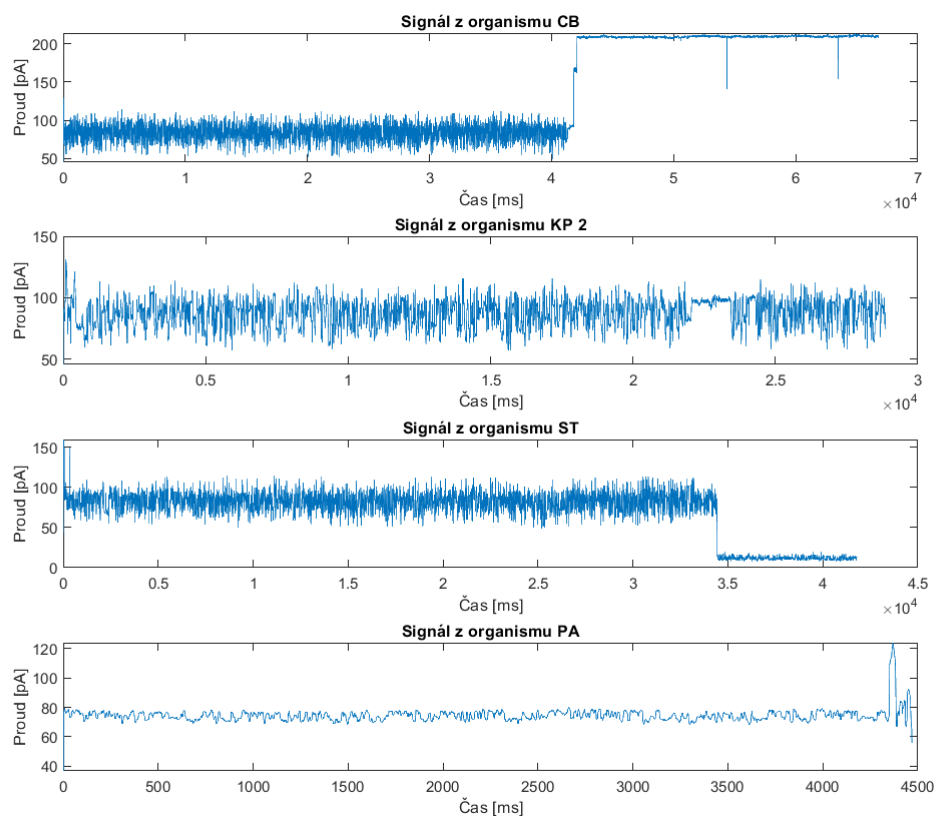 Signál z organismu CB
200
150
100
50
Proud [pA]
0 1 2 3 4 5 6 7
Čas [ms]
×10⁴
Signál z organismu KP 2
150
100
50
Proud [pA]
0 0.5 1 1.5 2 2.5 3
Čas [ms]
×10⁴
Signál z organismu ST
150
100
50
0
Proud [pA]
0 0.5 1 1.5 2 2.5 3 3.5 4 4.5
Čas [ms]
×10⁴
Signál z organismu PA
120
100
80
60
40
Proud [pA]
0 500 1000 1500 2000 2500 3000 3500 4000 4500
Čas [ms]